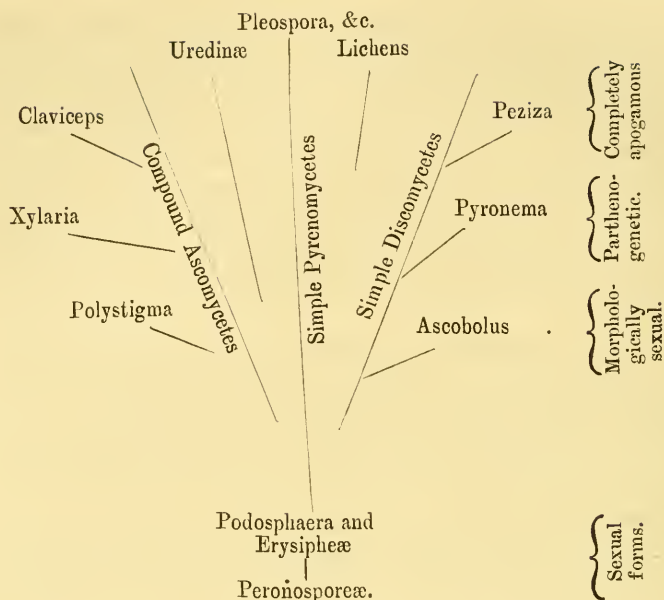 Pleospora, &c.
Uredinæ
Lichens
Claviceps
Peziza
Completely
apogamous
Compound Ascomycetes
Simple Pyrenomycetes
Simple Discomycetes
Xylaria
Pyronema
Partheno-
genetic.
Polystigma
Ascobolus
Morpholo-
gically
sexual.
Podosphaera and
Erysipheæ
Peronosporeæ.
Sexual
forms.